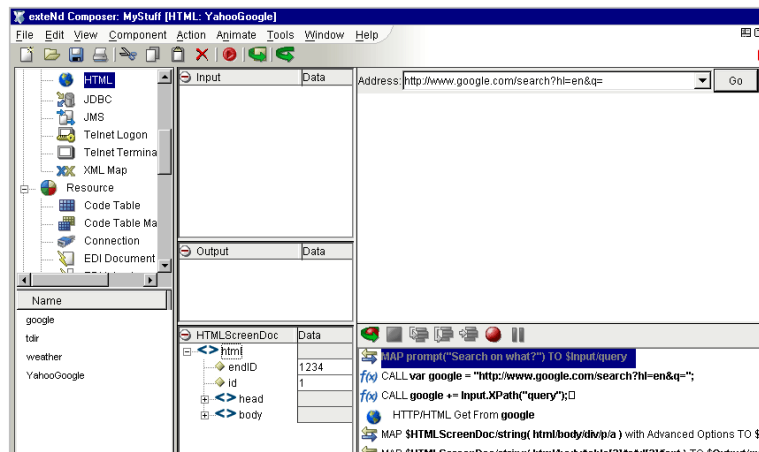 exteNd Composer: MyStuff [HTML: YahooGoogle]
File Edit View Component Action Animate Tools Window Help
HTML
JDBC
JMS
Telnet Logon
Telnet Termina
XML Map
Resource
Code Table
Code Table Ma
Connection
EDI Document
Name
google
tdir
weather
YahooGoogle
Input Data
Output Data
HTMLScreenDoc Data
html
endID 1234
id 1
head
body
Address: http://www.google.com/search?hl=en&q= Go
MAP prompt("Search on what?") TO $Input/query
f(x) CALL var google = "http://www.google.com/search?hl=en&q=";
f(x) CALL google += Input.XPath("query");
HTTP/HTML Get From google
MAP $HTMLScreenDoc/string( html/body/div/p/a ) with Advanced Options TO $